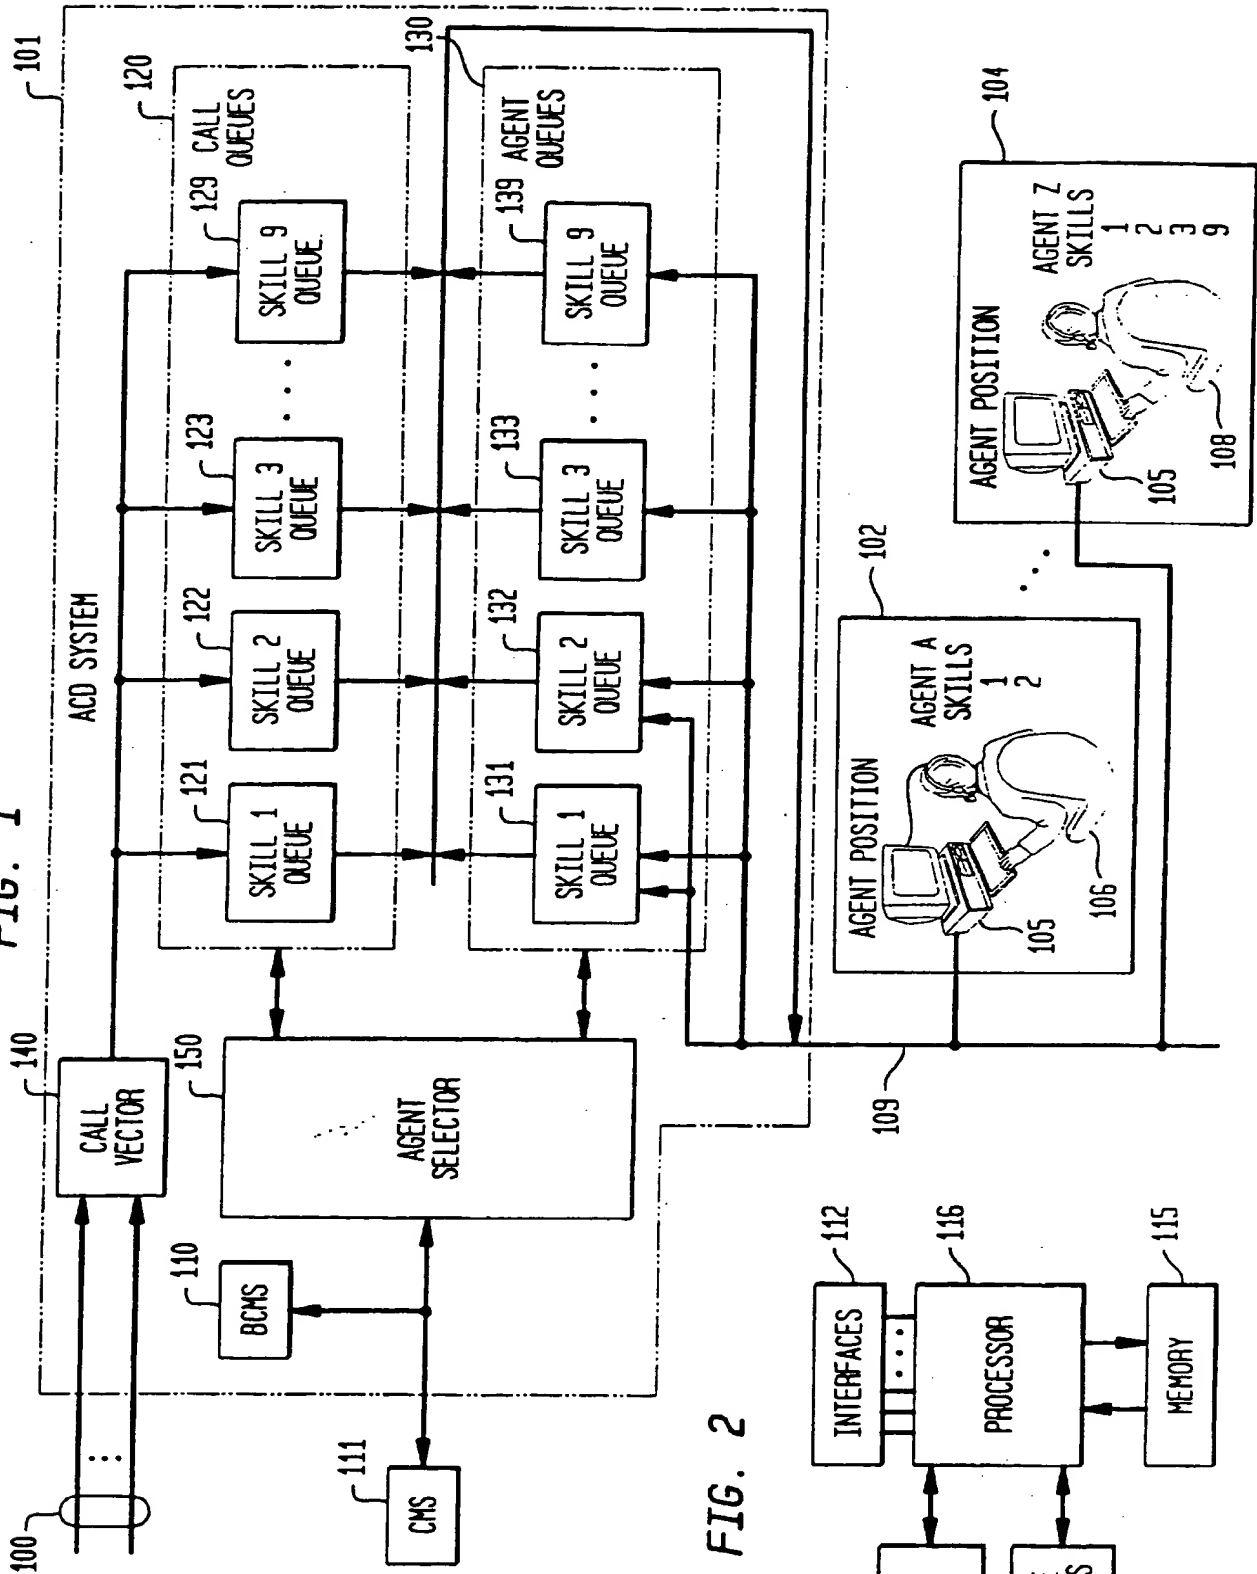 FIG. 1
101
ACD SYSTEM
100
140
CALL
VECTOR
120
CALL
QUEUES
121
SKILL 1
QUEUE
122
SKILL 2
QUEUE
123
SKILL 3
QUEUE
129
SKILL 9
QUEUE
130
AGENT
QUEUES
131
SKILL 1
QUEUE
132
SKILL 2
QUEUE
133
SKILL 3
QUEUE
139
SKILL 9
QUEUE
150
AGENT
SELECTOR
110
BCMS
111
CMS
109
102
AGENT POSITION
AGENT A
SKILLS
1
2
105
106
104
AGENT POSITION
AGENT Z
SKILLS
1
2
3
9
105
108
FIG. 2
112
INTERFACES
116
PROCESSOR
115
MEMORY